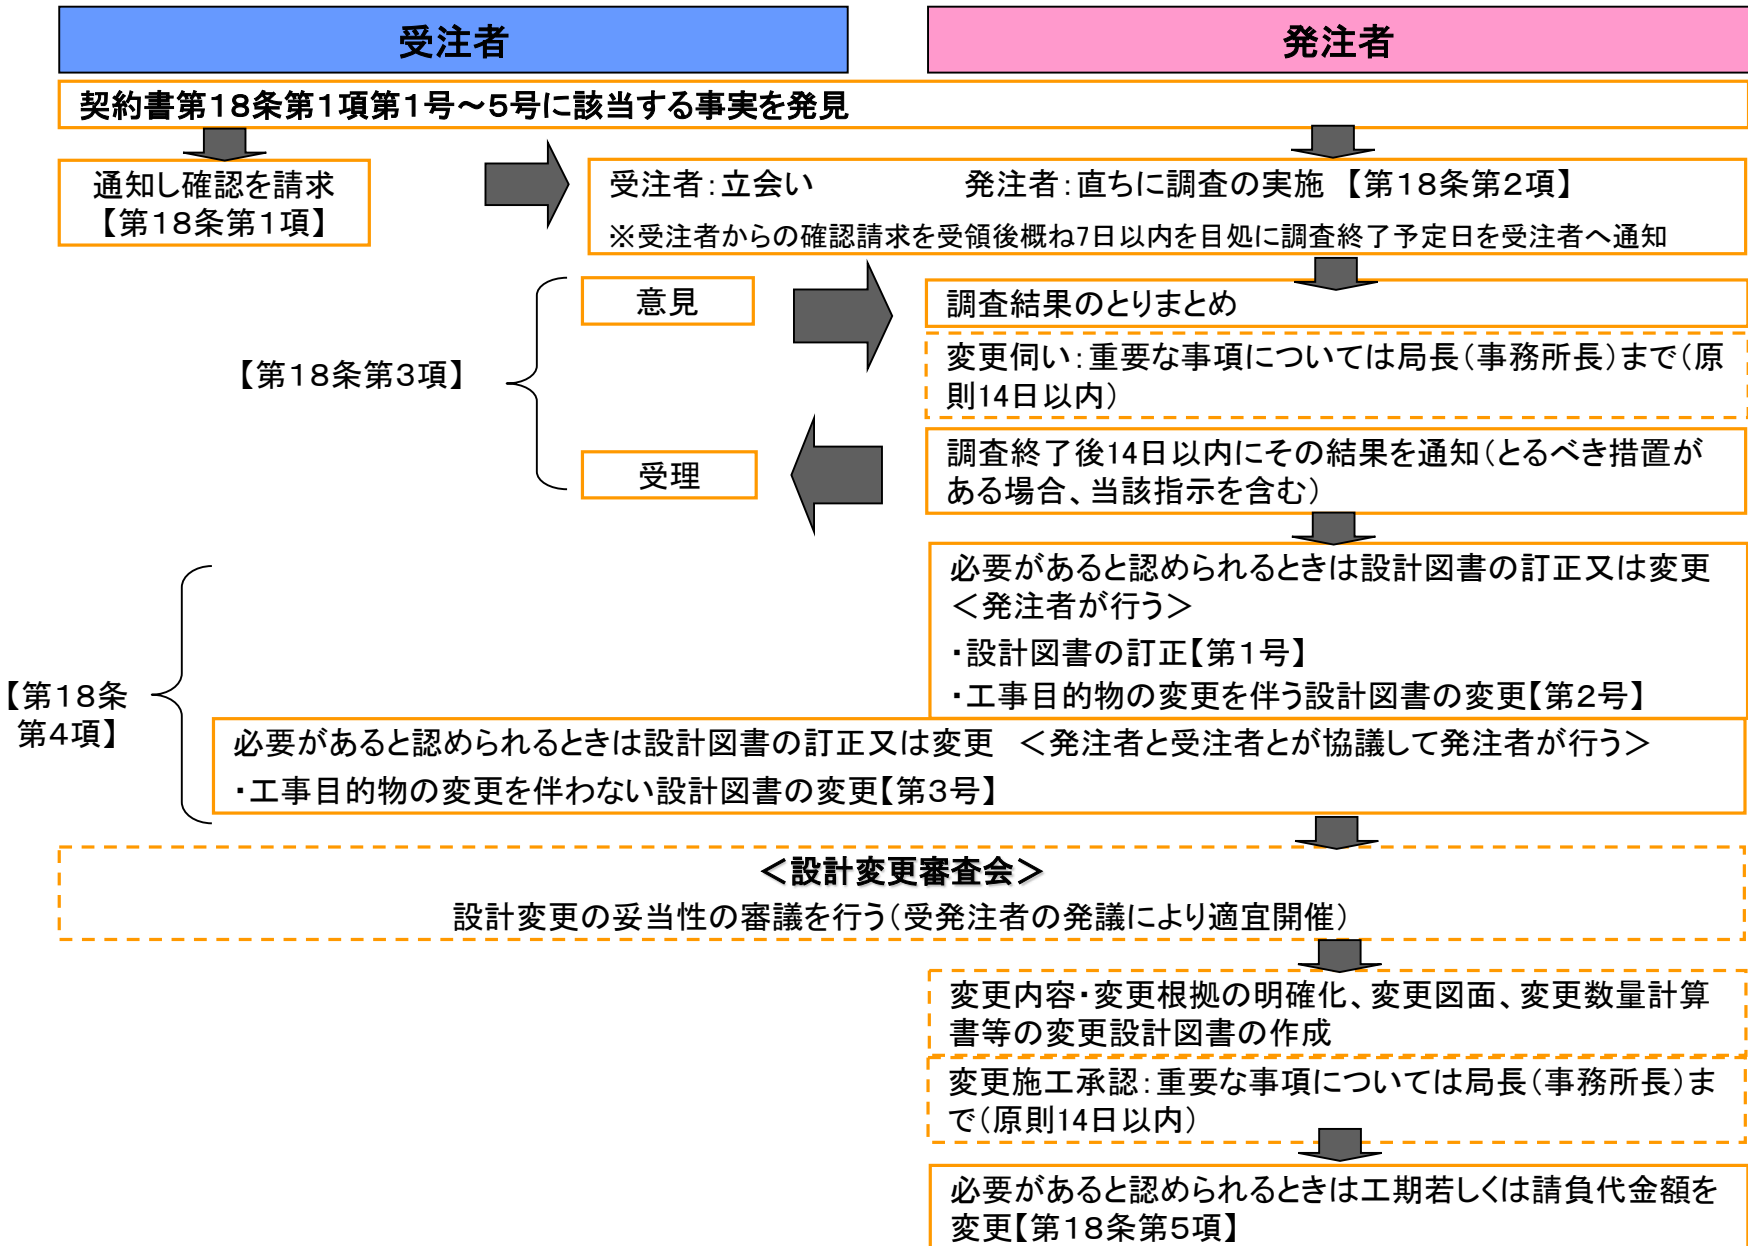 受注者
発注者
契約書第18条第1項第1号～5号に該当する事実を発見
通知し確認を請求
【第18条第1項】
受注者：立会い　発注者：直ちに調査の実施 【第18条第2項】
※受注者からの確認請求を受領後概ね7日以内を目処に調査終了予定日を受注者へ通知
意見
調査結果のとりまとめ
変更伺い：重要な事項については局長（事務所長）まで（原
則14日以内）
【第18条第3項】
受理
調査終了後14日以内にその結果を通知（とるべき措置が
ある場合、当該指示を含む）
必要があると認められるときは設計図書の訂正又は変更
＜発注者が行う＞
・設計図書の訂正【第1号】
・工事目的物の変更を伴う設計図書の変更【第2号】
【第18条
第4項】
必要があると認められるときは設計図書の訂正又は変更　＜発注者と受注者とが協議して発注者が行う＞
・工事目的物の変更を伴わない設計図書の変更【第3号】
＜設計変更審査会＞
設計変更の妥当性の審議を行う（受発注者の発議により適宜開催）
変更内容・変更根拠の明確化、変更図面、変更数量計算
書等の変更設計図書の作成
変更施工承認：重要な事項については局長（事務所長）ま
で（原則14日以内）
必要があると認められるときは工期若しくは請負代金額を
変更【第18条第5項】